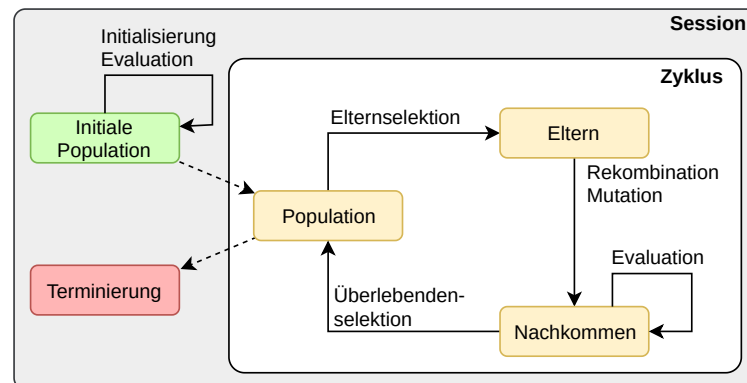 Session
Initialisierung
Evaluation
Zyklus
Initiale
Population
Elternselektion
Eltern
Rekombination
Mutation
Population
Evaluation
Terminierung
Überlebenden-
selektion
Nachkommen